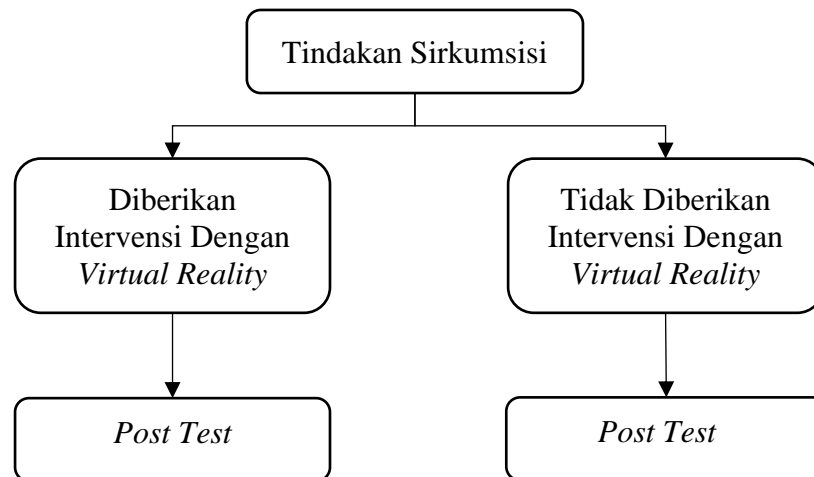 Tindakan Sirkumsisi
Diberikan
Intervensi Dengan
Virtual Reality
Tidak Diberikan
Intervensi Dengan
Virtual Reality
Post Test
Post Test